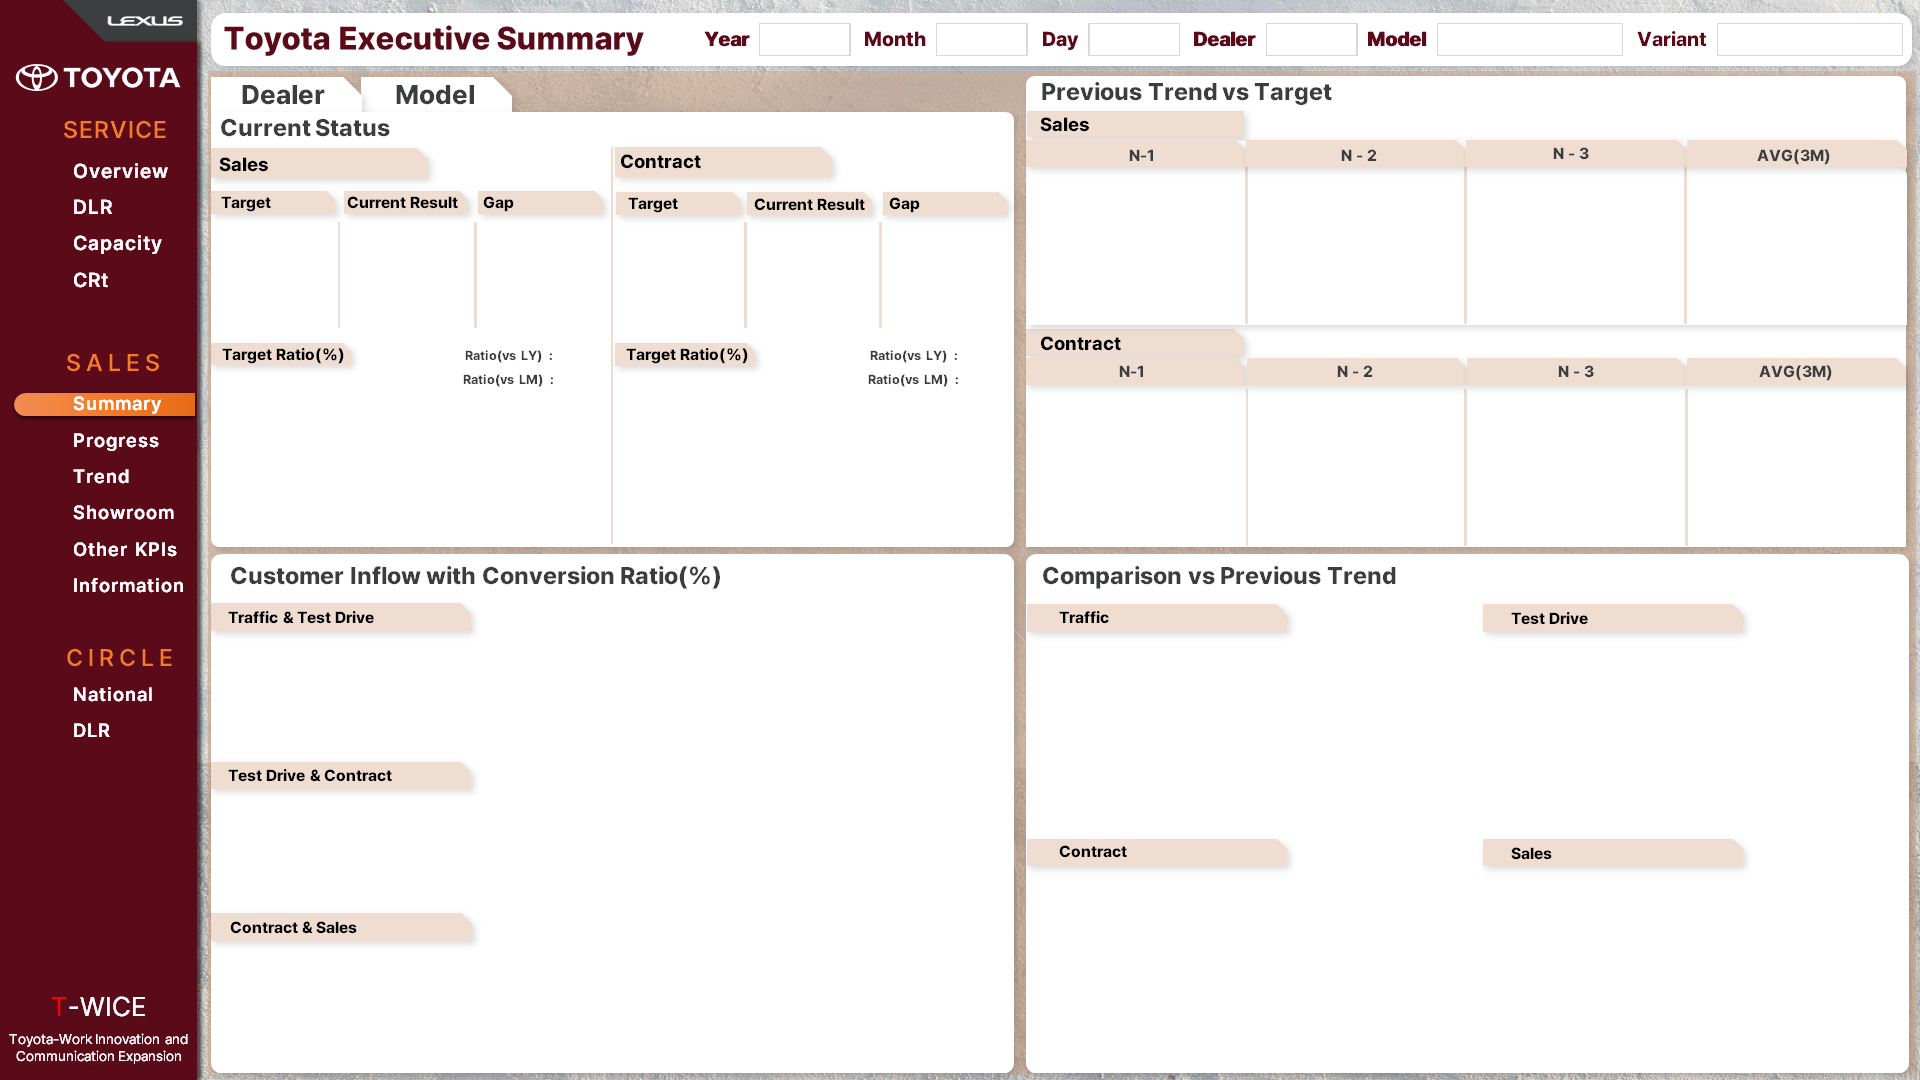 LEXUS
TOYOTA
SERVICE
Overview
DLR
Capacity
CRt
SALES
Summary
Progress
Trend
Showroom
Other KPIs
Information
CIRCLE
National
DLR
T-WICE
Toyota-Work Innovation and
Communication Expansion
Toyota Executive Summary
Year
Month
Day
Dealer
Model
Variant
Dealer
Model
Current Status
Sales
Target
Current Result
Gap
Target Ratio(%)
Ratio(vs LY) :
Ratio(vs LM) :
Contract
Target
Current Result
Gap
Target Ratio(%)
Ratio(vs LY) :
Ratio(vs LM) :
Previous Trend vs Target
Sales
N-1
N - 2
N - 3
AVG(3M)
Contract
N-1
N - 2
N - 3
AVG(3M)
Customer Inflow with Conversion Ratio(%)
Traffic & Test Drive
Test Drive & Contract
Contract & Sales
Comparison vs Previous Trend
Traffic
Test Drive
Contract
Sales